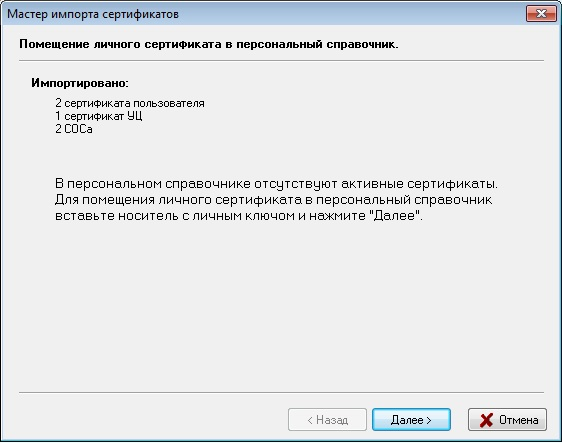 Мастер импорта сертификатов
Помещение личного сертификата в персональный справочник.
Импортировано:
2 сертификата пользователя
1 сертификат УЦ
2 СОСа
В персональном справочнике отсутствуют активные сертификаты.
Для помещения личного сертификата в персональный справочник
вставьте носитель с личным ключом и нажмите "Далее".
< Назад
Далее >
Отмена